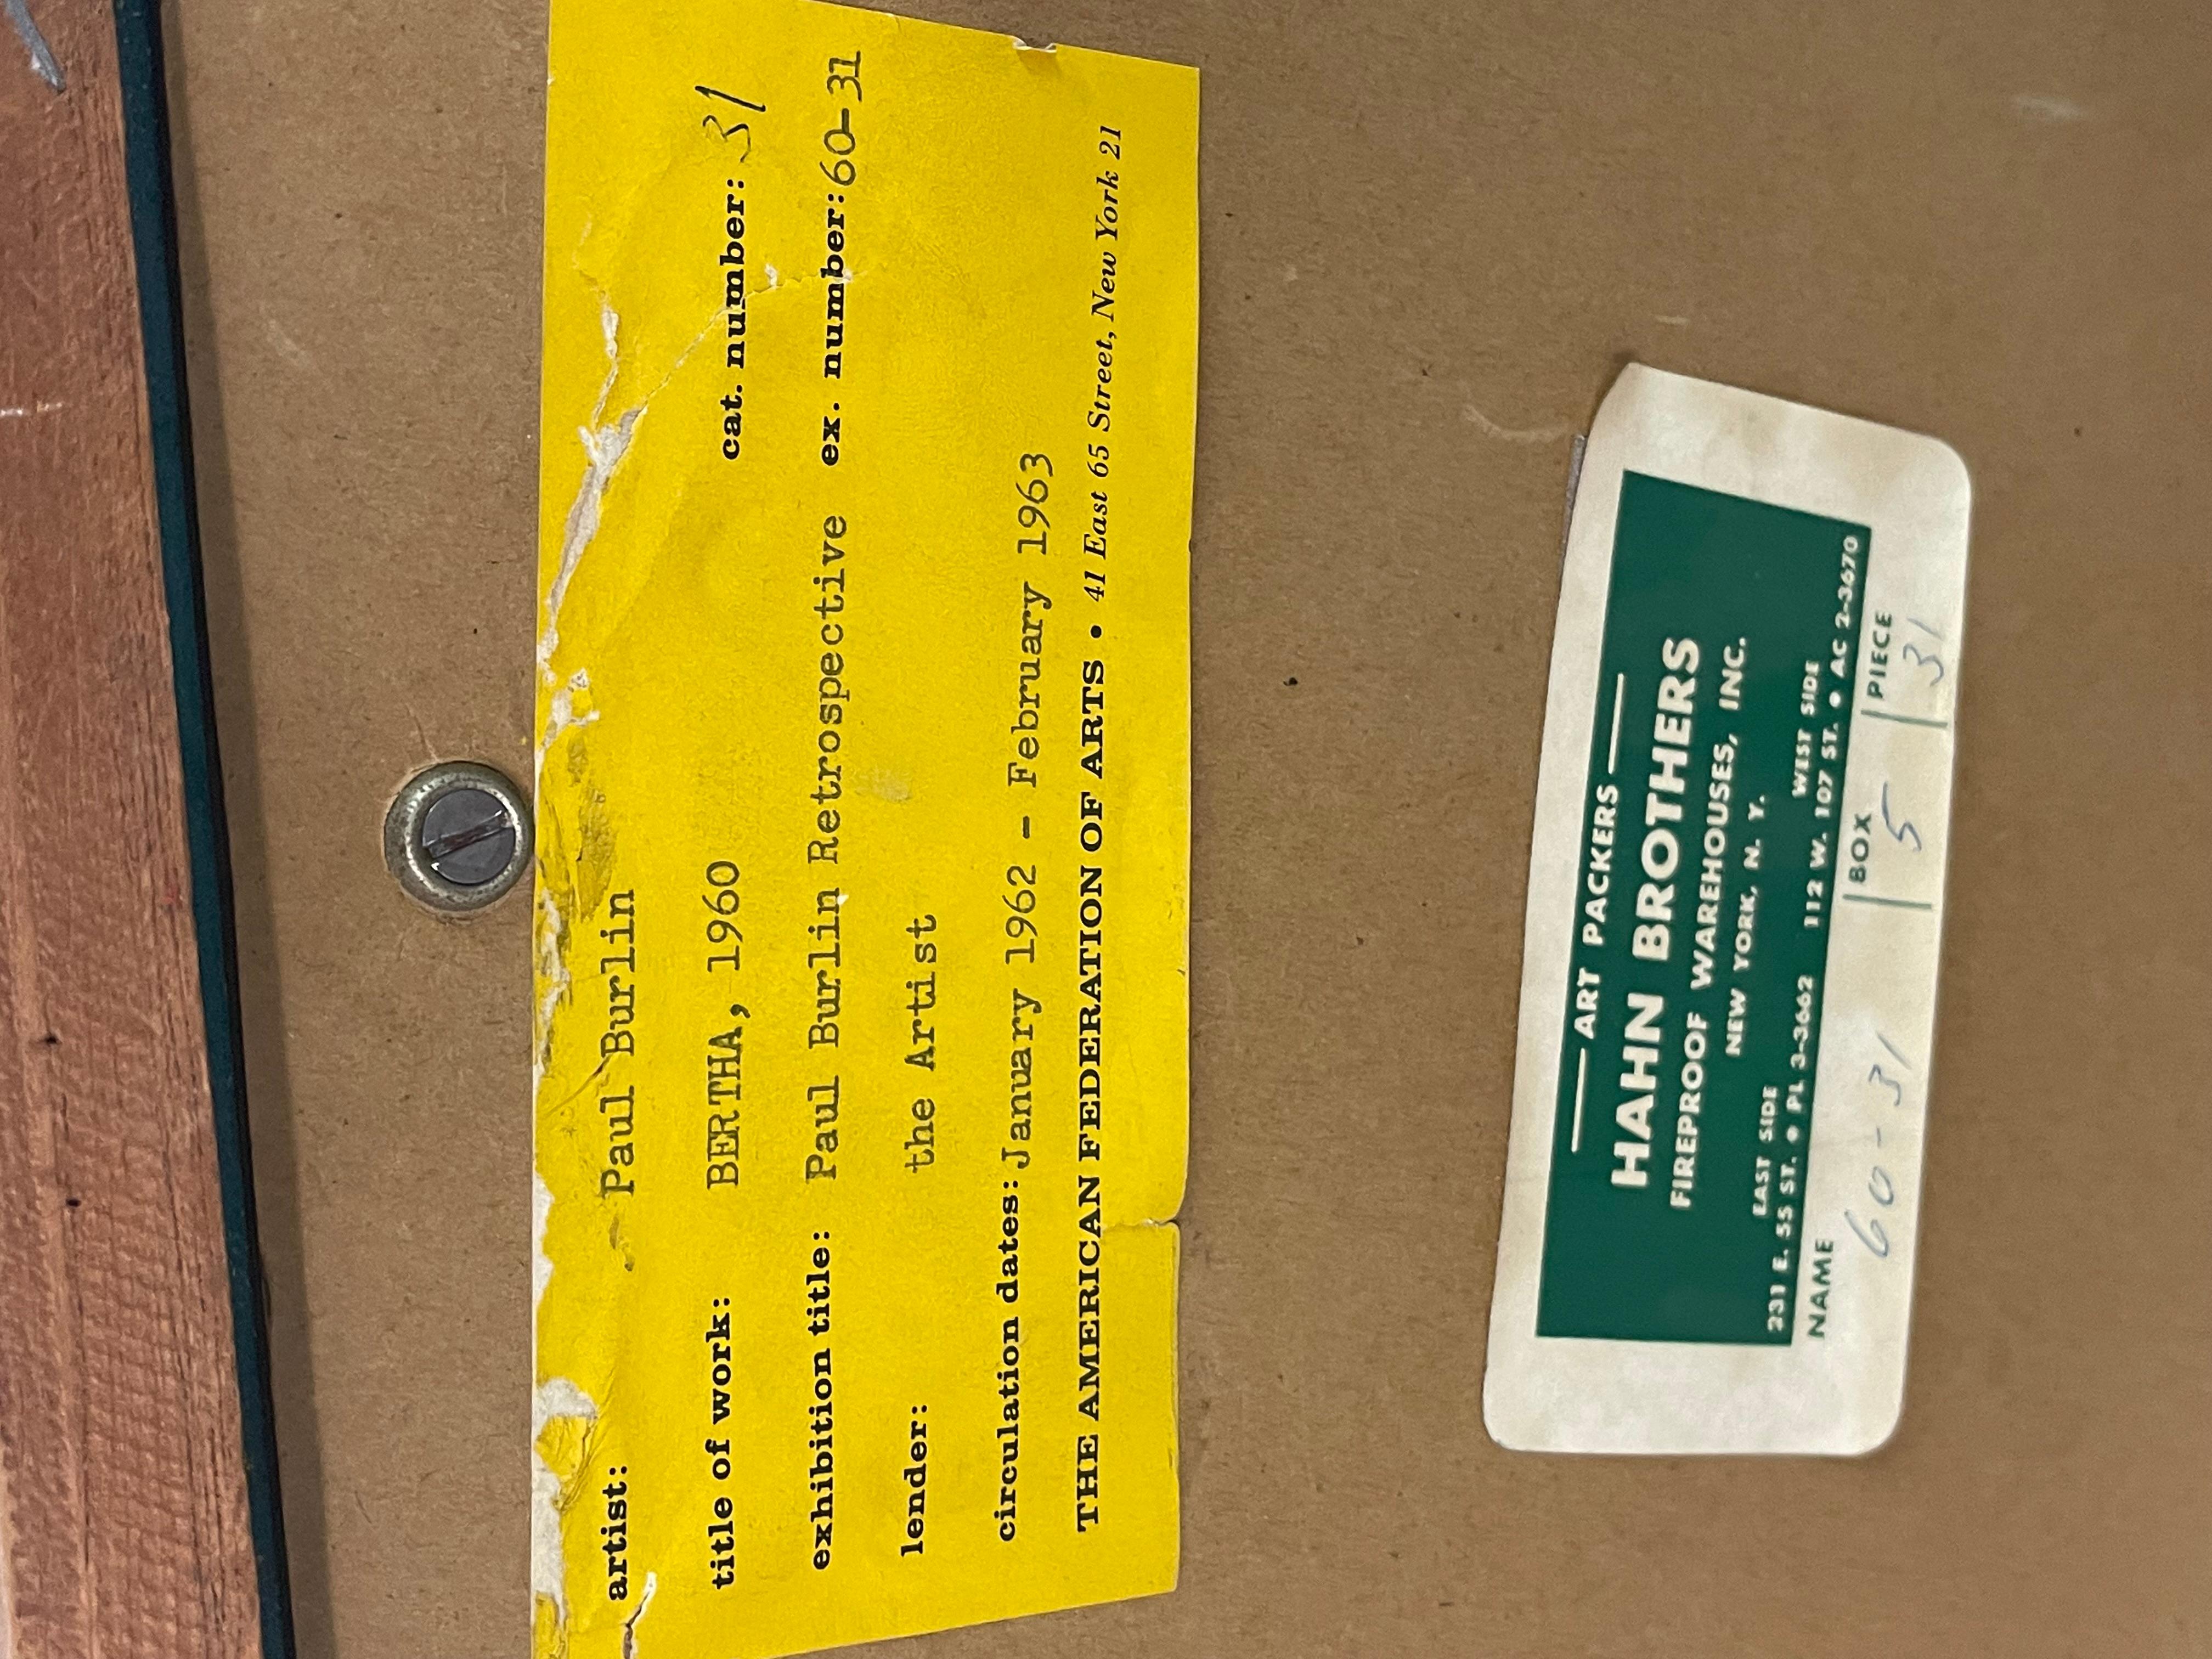 artist: Paul Burlin
title of work: BERTHA, 1960 cat. number: 31
exhibition title: Paul Burlin Retrospective ex. number: 60-31
lender: the Artist
circulation dates: January 1962 - February 1963
THE AMERICAN FEDERATION OF ARTS • 41 East 65 Street, New York 21
ART PACKERS
HAHN BROTHERS
FIREPROOF WAREHOUSES, INC.
NEW YORK, N. Y.
EAST SIDE WEST SIDE
231 E. 55 ST. • PL 3-3662 112 W. 107 ST. • AC 2-3670
NAME BOX PIECE
60-31 5 31